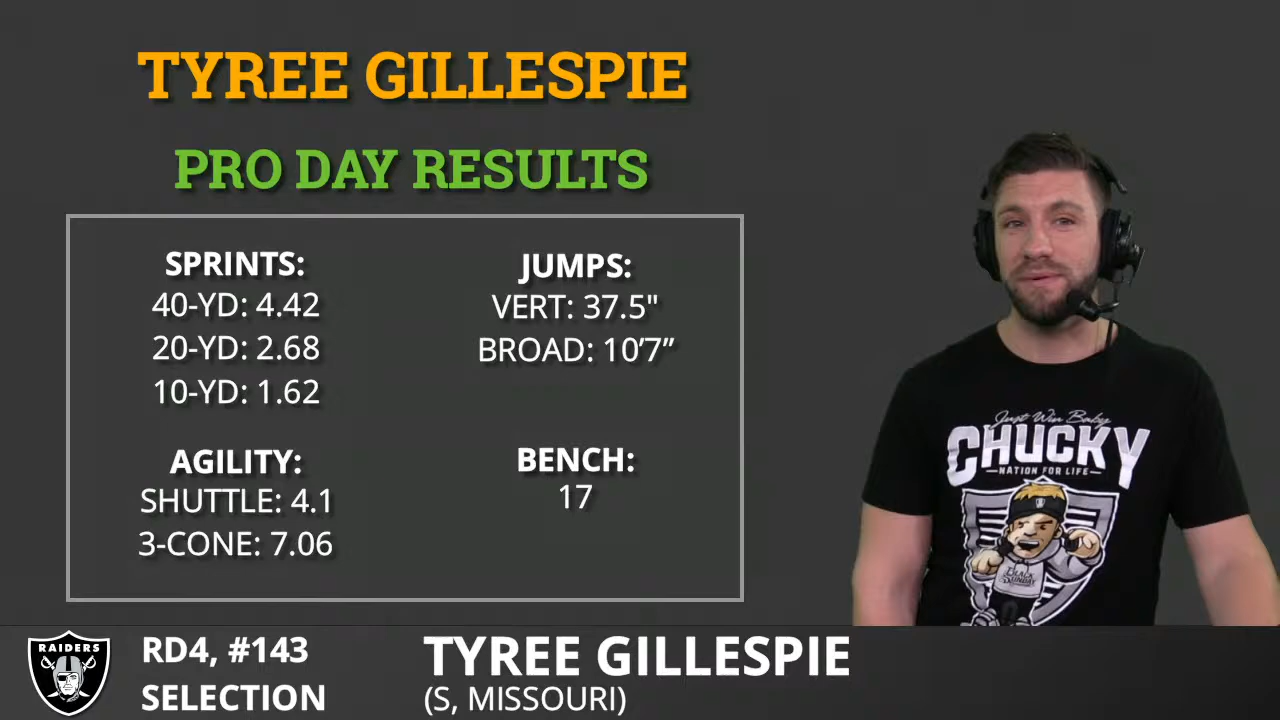 TYREE GILLESPIE
PRO DAY RESULTS
SPRINTS:
40-YD: 4.42
20-YD: 2.68
10-YD: 1.62
JUMPS:
VERT: 37.5"
BROAD: 10’7”
AGILITY:
SHUTTLE: 4.1
3-CONE: 7.06
BENCH:
17
Just Win Baby
CHUCKY
NATION FOR LIFE
BLACK
SUNDAY
RAIDERS
RD4, #143
SELECTION
TYREE GILLESPIE
(S, MISSOURI)